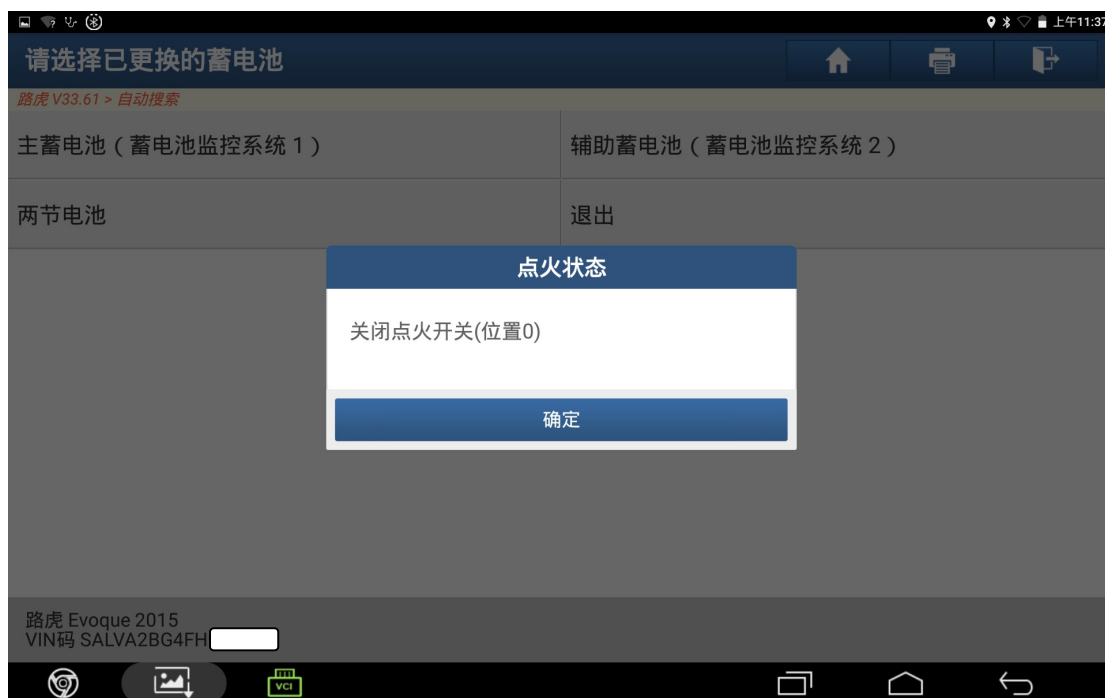 上午11:37
请选择已更换的蓄电池
路虎 V33.61 > 自动搜索
主蓄电池（蓄电池监控系统 1）
辅助蓄电池（蓄电池监控系统 2）
两节电池
退出
点火状态
关闭点火开关(位置0)
确定
路虎 Evoque 2015
VIN码 SALVA2BG4FH
VCI